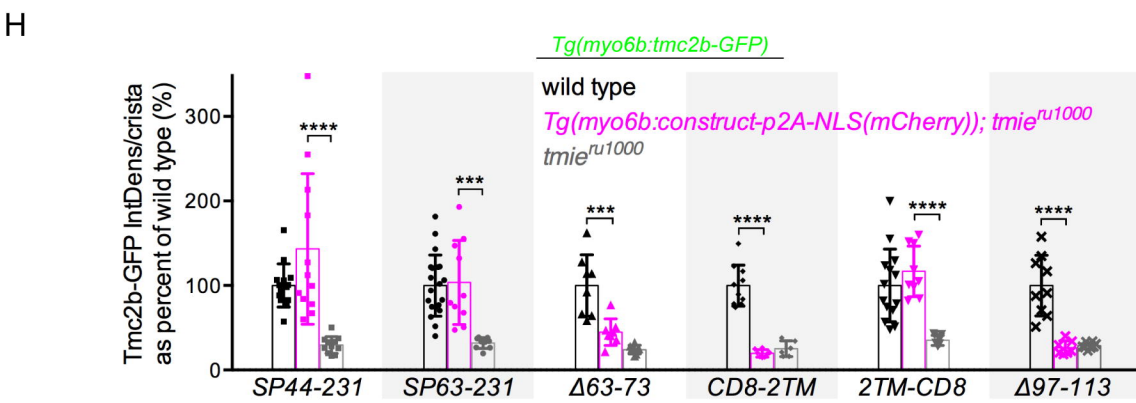 H
Tg(myo6b:tmc2b-GFP)
wild type
Tg(myo6b:construct-p2A-NLS(mCherry)); tmie^ru1000
tmie^ru1000
Tmc2b-GFP IntDens/crista
as percent of wild type (%)
300
200
100
0
****
***
***
****
****
****
SP44-231 SP63-231 Δ63-73 CD8-2TM 2TM-CD8 Δ97-113